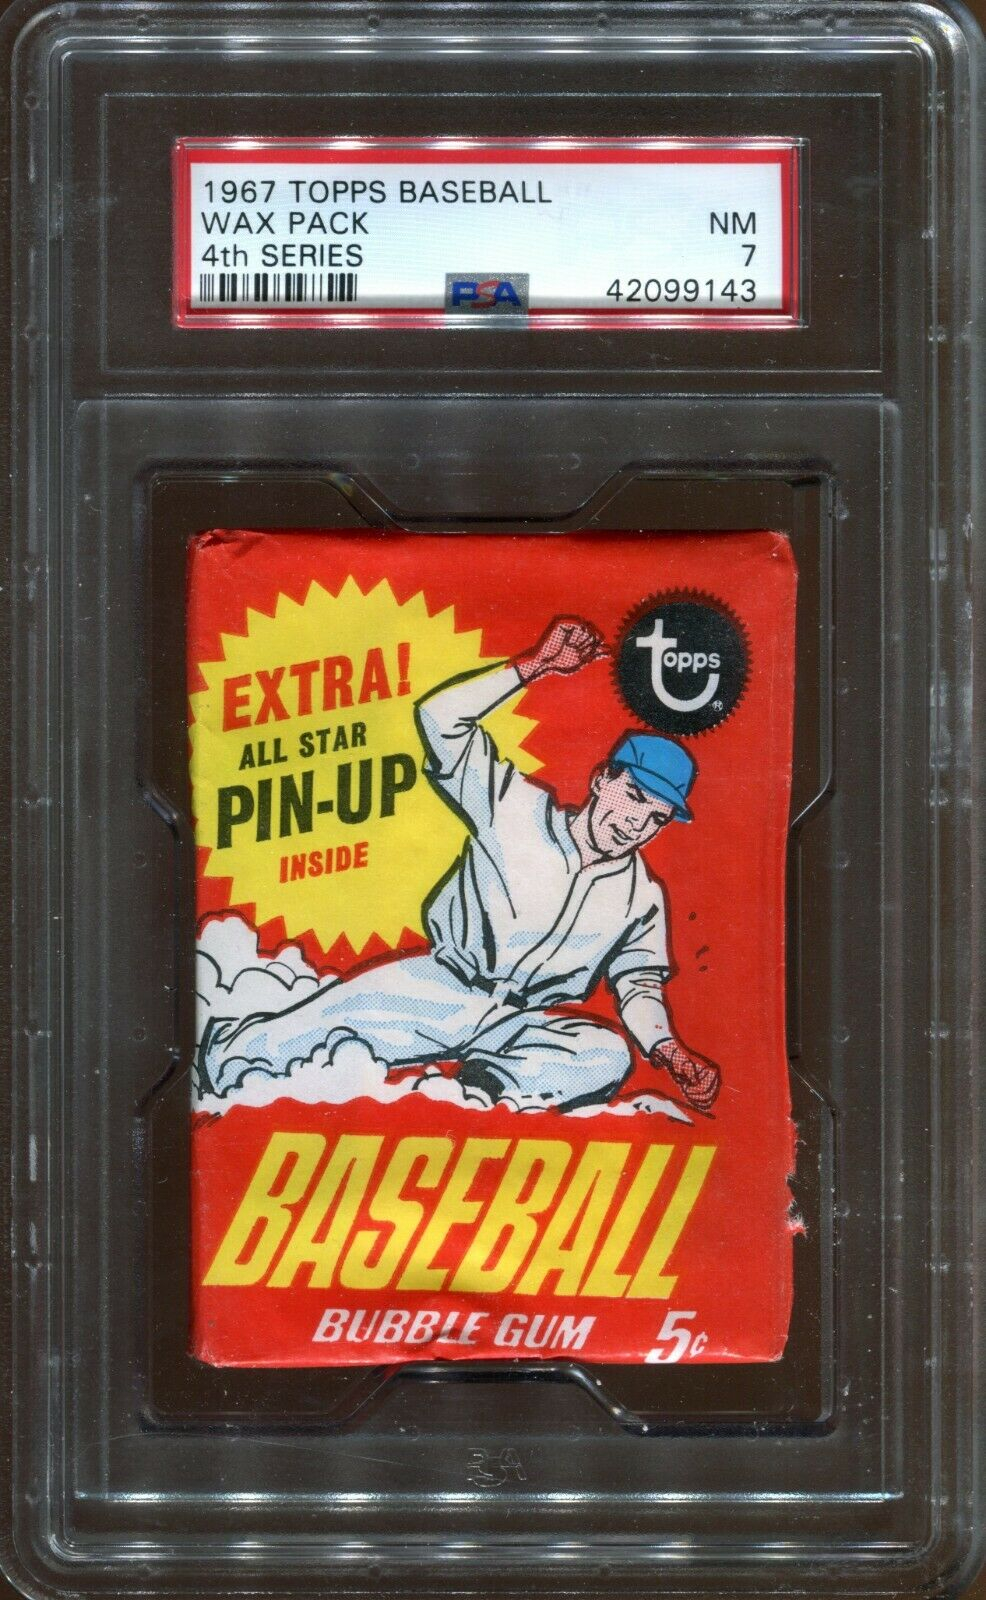 1967 TOPPS BASEBALL
WAX PACK NM
4th SERIES 7
PSA 42099143
EXTRA!
ALL STAR
PIN-UP
INSIDE
topps®
BASEBALL
BUBBLE GUM 5¢
PSA